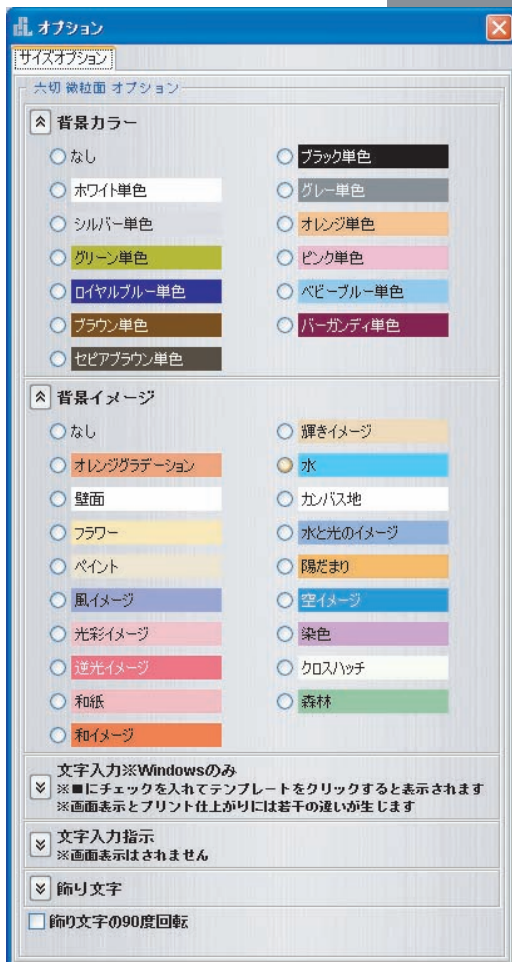 オプション
サイズオプション
六切 微粒面 オプション
背景カラー
なし
ブラック単色
ホワイト単色
グレー単色
シルバー単色
オレンジ単色
グリーン単色
ピンク単色
ロイヤルブルー単色
ベビーブルー単色
ブラウン単色
バーガンディ単色
セピアブラウン単色
背景イメージ
なし
輝きイメージ
オレンジグラデーション
水
壁面
カンバス地
フラワー
水と光のイメージ
ペイント
陽だまり
風イメージ
空イメージ
光彩イメージ
染色
逆光イメージ
クロスハッチ
和紙
森林
和イメージ
文字入力※Windowsのみ
※■にチェックを入れてテンプレートをクリックすると表示されます
※画面表示とプリント仕上がりには若干の違いが生じます
文字入力指示
※画面表示はされません
飾り文字
飾り文字の90度回転